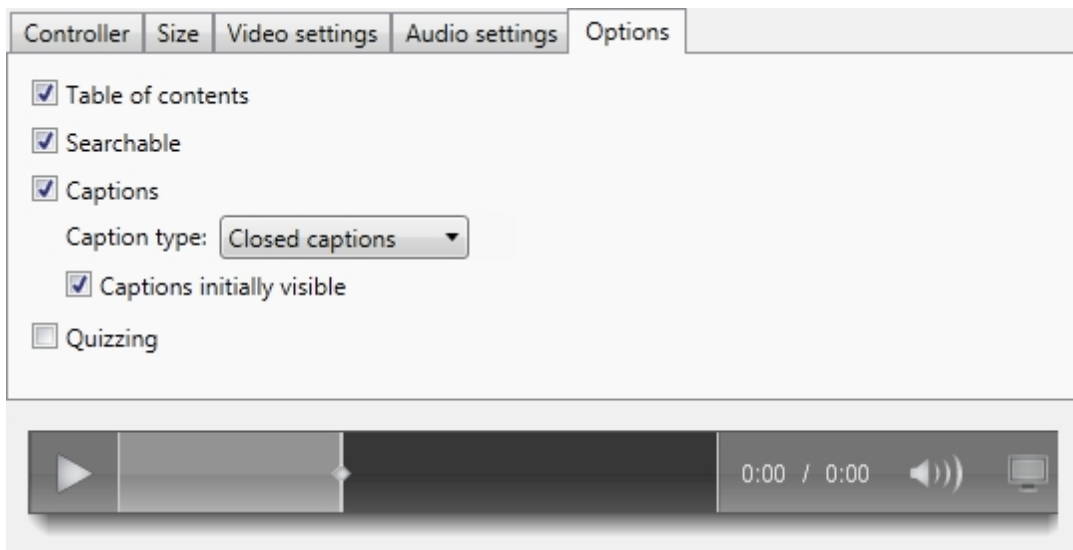 Controller Size Video settings Audio settings Options
Table of contents
Searchable
Captions
Caption type: Closed captions
Captions initially visible
Quizzing
0:00 / 0:00